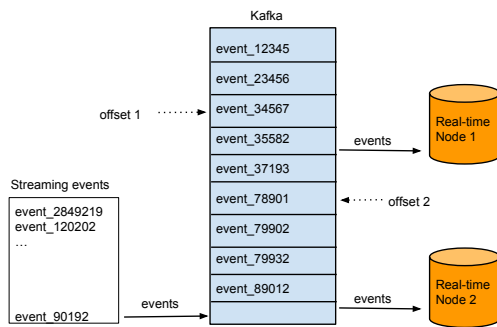 Kafka
event_12345
event_23456
offset 1
event_34567
event_35582
events
Real-time
Node 1
event_37193
Streaming events
event_2849219
event_120202
...
event_90192
event_78901
offset 2
event_79902
event_79932
event_89012
events
events
Real-time
Node 2